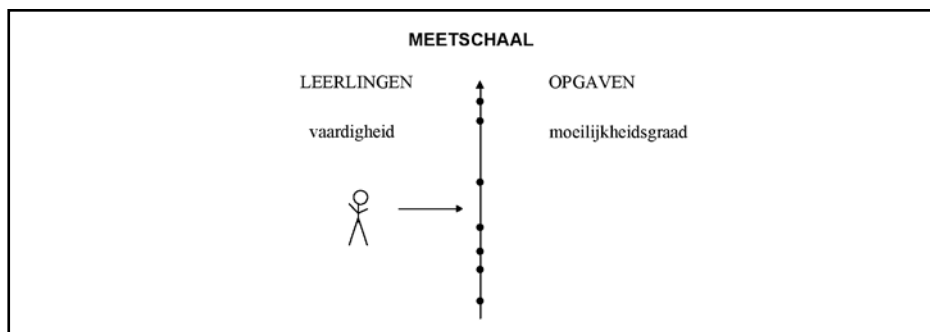 MEETSCHAAL
LEERLINGEN OPGAVEN
vaardigheid moeilijkheidsgraad